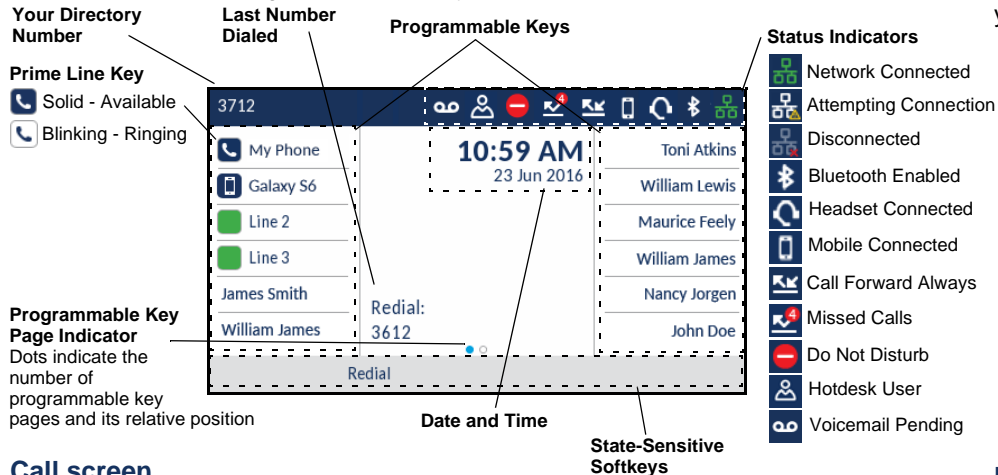 Your Directory
Number
Last Number
Dialed
Programmable Keys
Status Indicators
Prime Line Key
Solid - Available
Blinking - Ringing
3712
4
My Phone
Galaxy S6
Line 2
Line 3
James Smith
William James
10:59 AM
23 Jun 2016
Redial:
3612
Toni Atkins
William Lewis
Maurice Feely
William James
Nancy Jorgen
John Doe
Redial
Network Connected
Attempting Connection
Disconnected
Bluetooth Enabled
Headset Connected
Mobile Connected
Call Forward Always
4
Missed Calls
Do Not Disturb
Hotdesk User
Voicemail Pending
Programmable Key
Page Indicator
Dots indicate the
number of
programmable key
pages and its relative position
Date and Time
State-Sensitive
Softkeys
Call screen